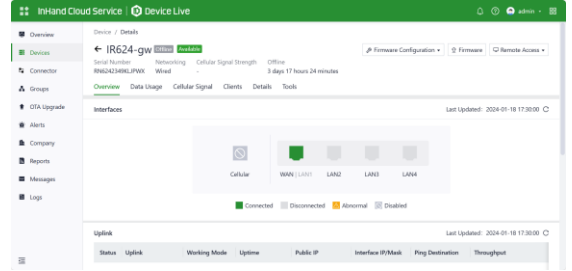 InHand Cloud Service | Device Live
admin
Overview
Devices
Connector
Groups
OTA Upgrade
Alerts
Company
Reports
Messages
Logs
Device / Details
← IR624-gw Offline Available
Firmware Configuration
Firmware
Remote Access
Serial Number Networking Cellular Signal Strength Offline
Wired - 3 days 17 hours 24 minutes
Overview Data Usage Cellular Signal Clients Details Tools
Interfaces Last Updated: 2024-01-18 17:30:00
Cellular WAN | LAN1 LAN2 LAN3 LAN4
Connected Disconnected Abnormal Disabled
Uplink Last Updated: 2024-01-18 17:30:00
Status Uplink Working Mode Uptime Public IP Interface IP/Mask Ping Destination Throughput